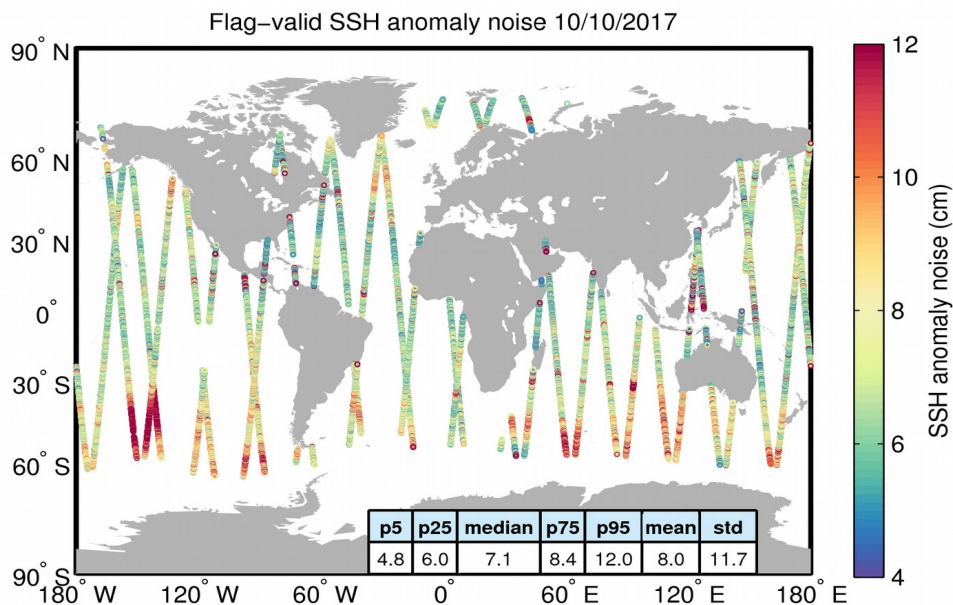 Flag−valid SSH anomaly noise 10/10/2017
90° N
60° N
30° N
0°
30° S
60° S
90° S
180° W
120° W
60° W
0°
60° E
120° E
180° E
p5 p25 median p75 p95 mean std
4.8 6.0 7.1 8.4 12.0 8.0 11.7
12
10
8
6
4
SSH anomaly noise (cm)